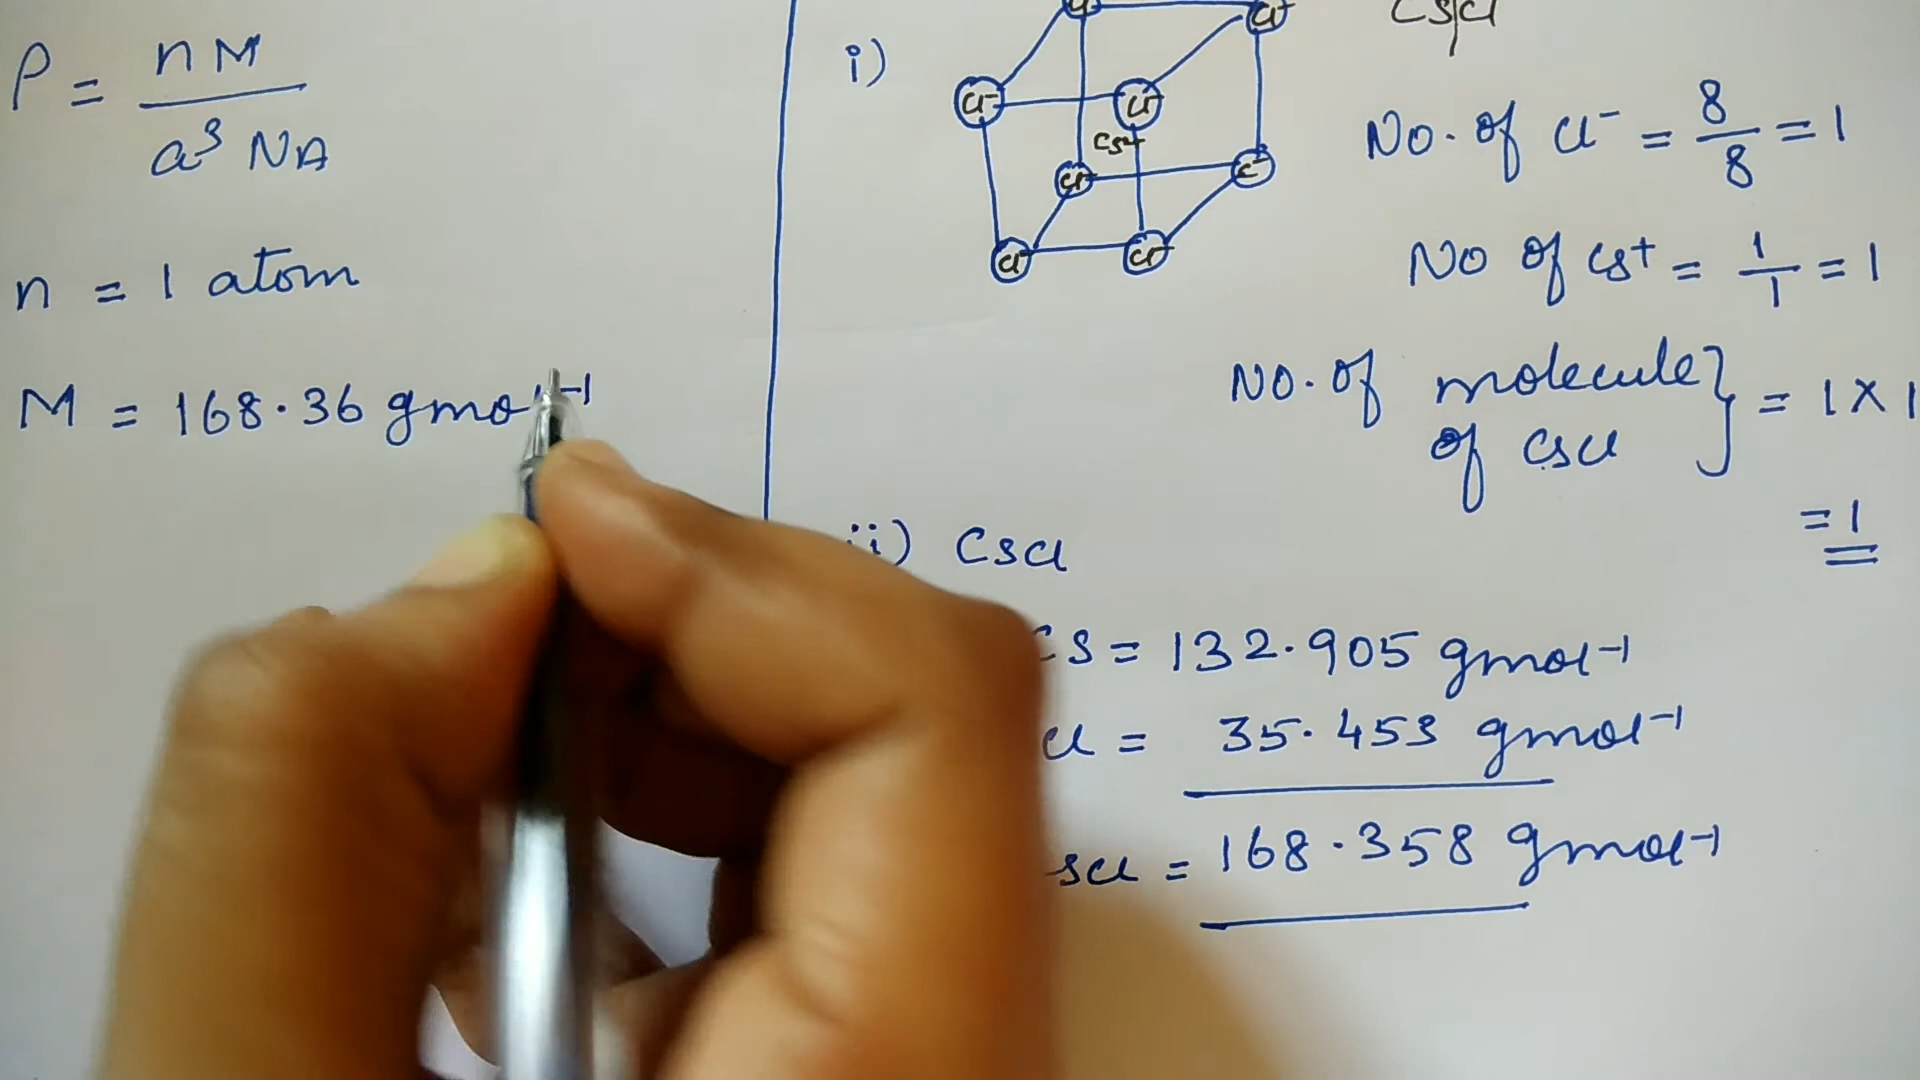 ρ = nM / a³ NA
n = 1 atom
M = 168.36 gmol⁻¹
i)
Cl⁻ Cl⁻
Cs⁺
Cl⁻
Cl⁻ Cl⁻
CsCl
No. of Cl⁻ = 8/8 = 1
No of Cs⁺ = 1/1 = 1
No. of molecule } = 1 × 1
of CsCl
= 1
ii) CsCl
Cs = 132.905 gmol⁻¹
Cl = 35.453 gmol⁻¹
sCl = 168.358 gmol⁻¹